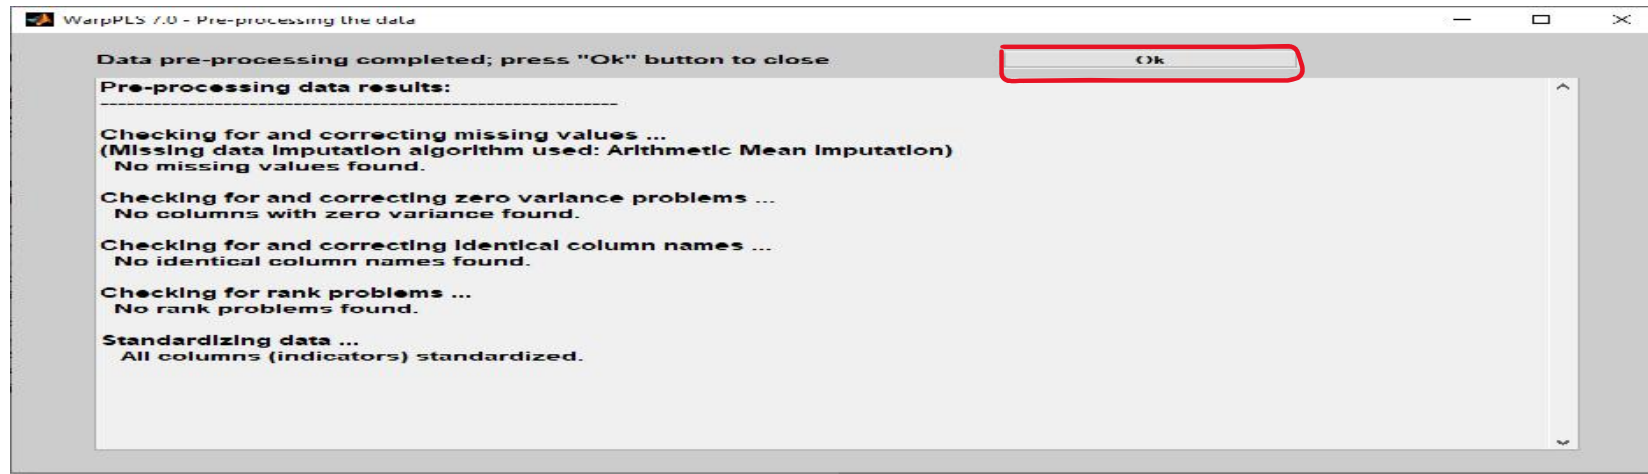 WarpPLS 7.0 - Pre-processing the data
Data pre-processing completed; press "Ok" button to close
Ok
Pre-processing data results:
--------------------------------------------------------
Checking for and correcting missing values ...
(Missing data imputation algorithm used: Arithmetic Mean Imputation)
No missing values found.
Checking for and correcting zero variance problems ...
No columns with zero variance found.
Checking for and correcting identical column names ...
No identical column names found.
Checking for rank problems ...
No rank problems found.
Standardizing data ...
All columns (indicators) standardized.